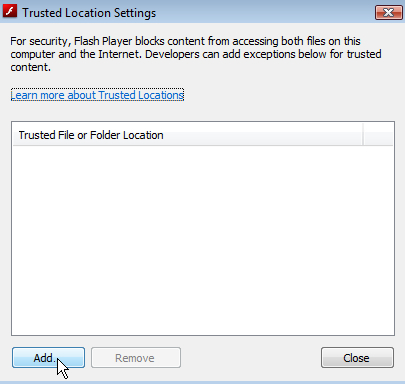 Trusted Location Settings
For security, Flash Player blocks content from accessing both files on this
computer and the Internet. Developers can add exceptions below for trusted
content.
Learn more about Trusted Locations
Trusted File or Folder Location
Add...
Remove
Close